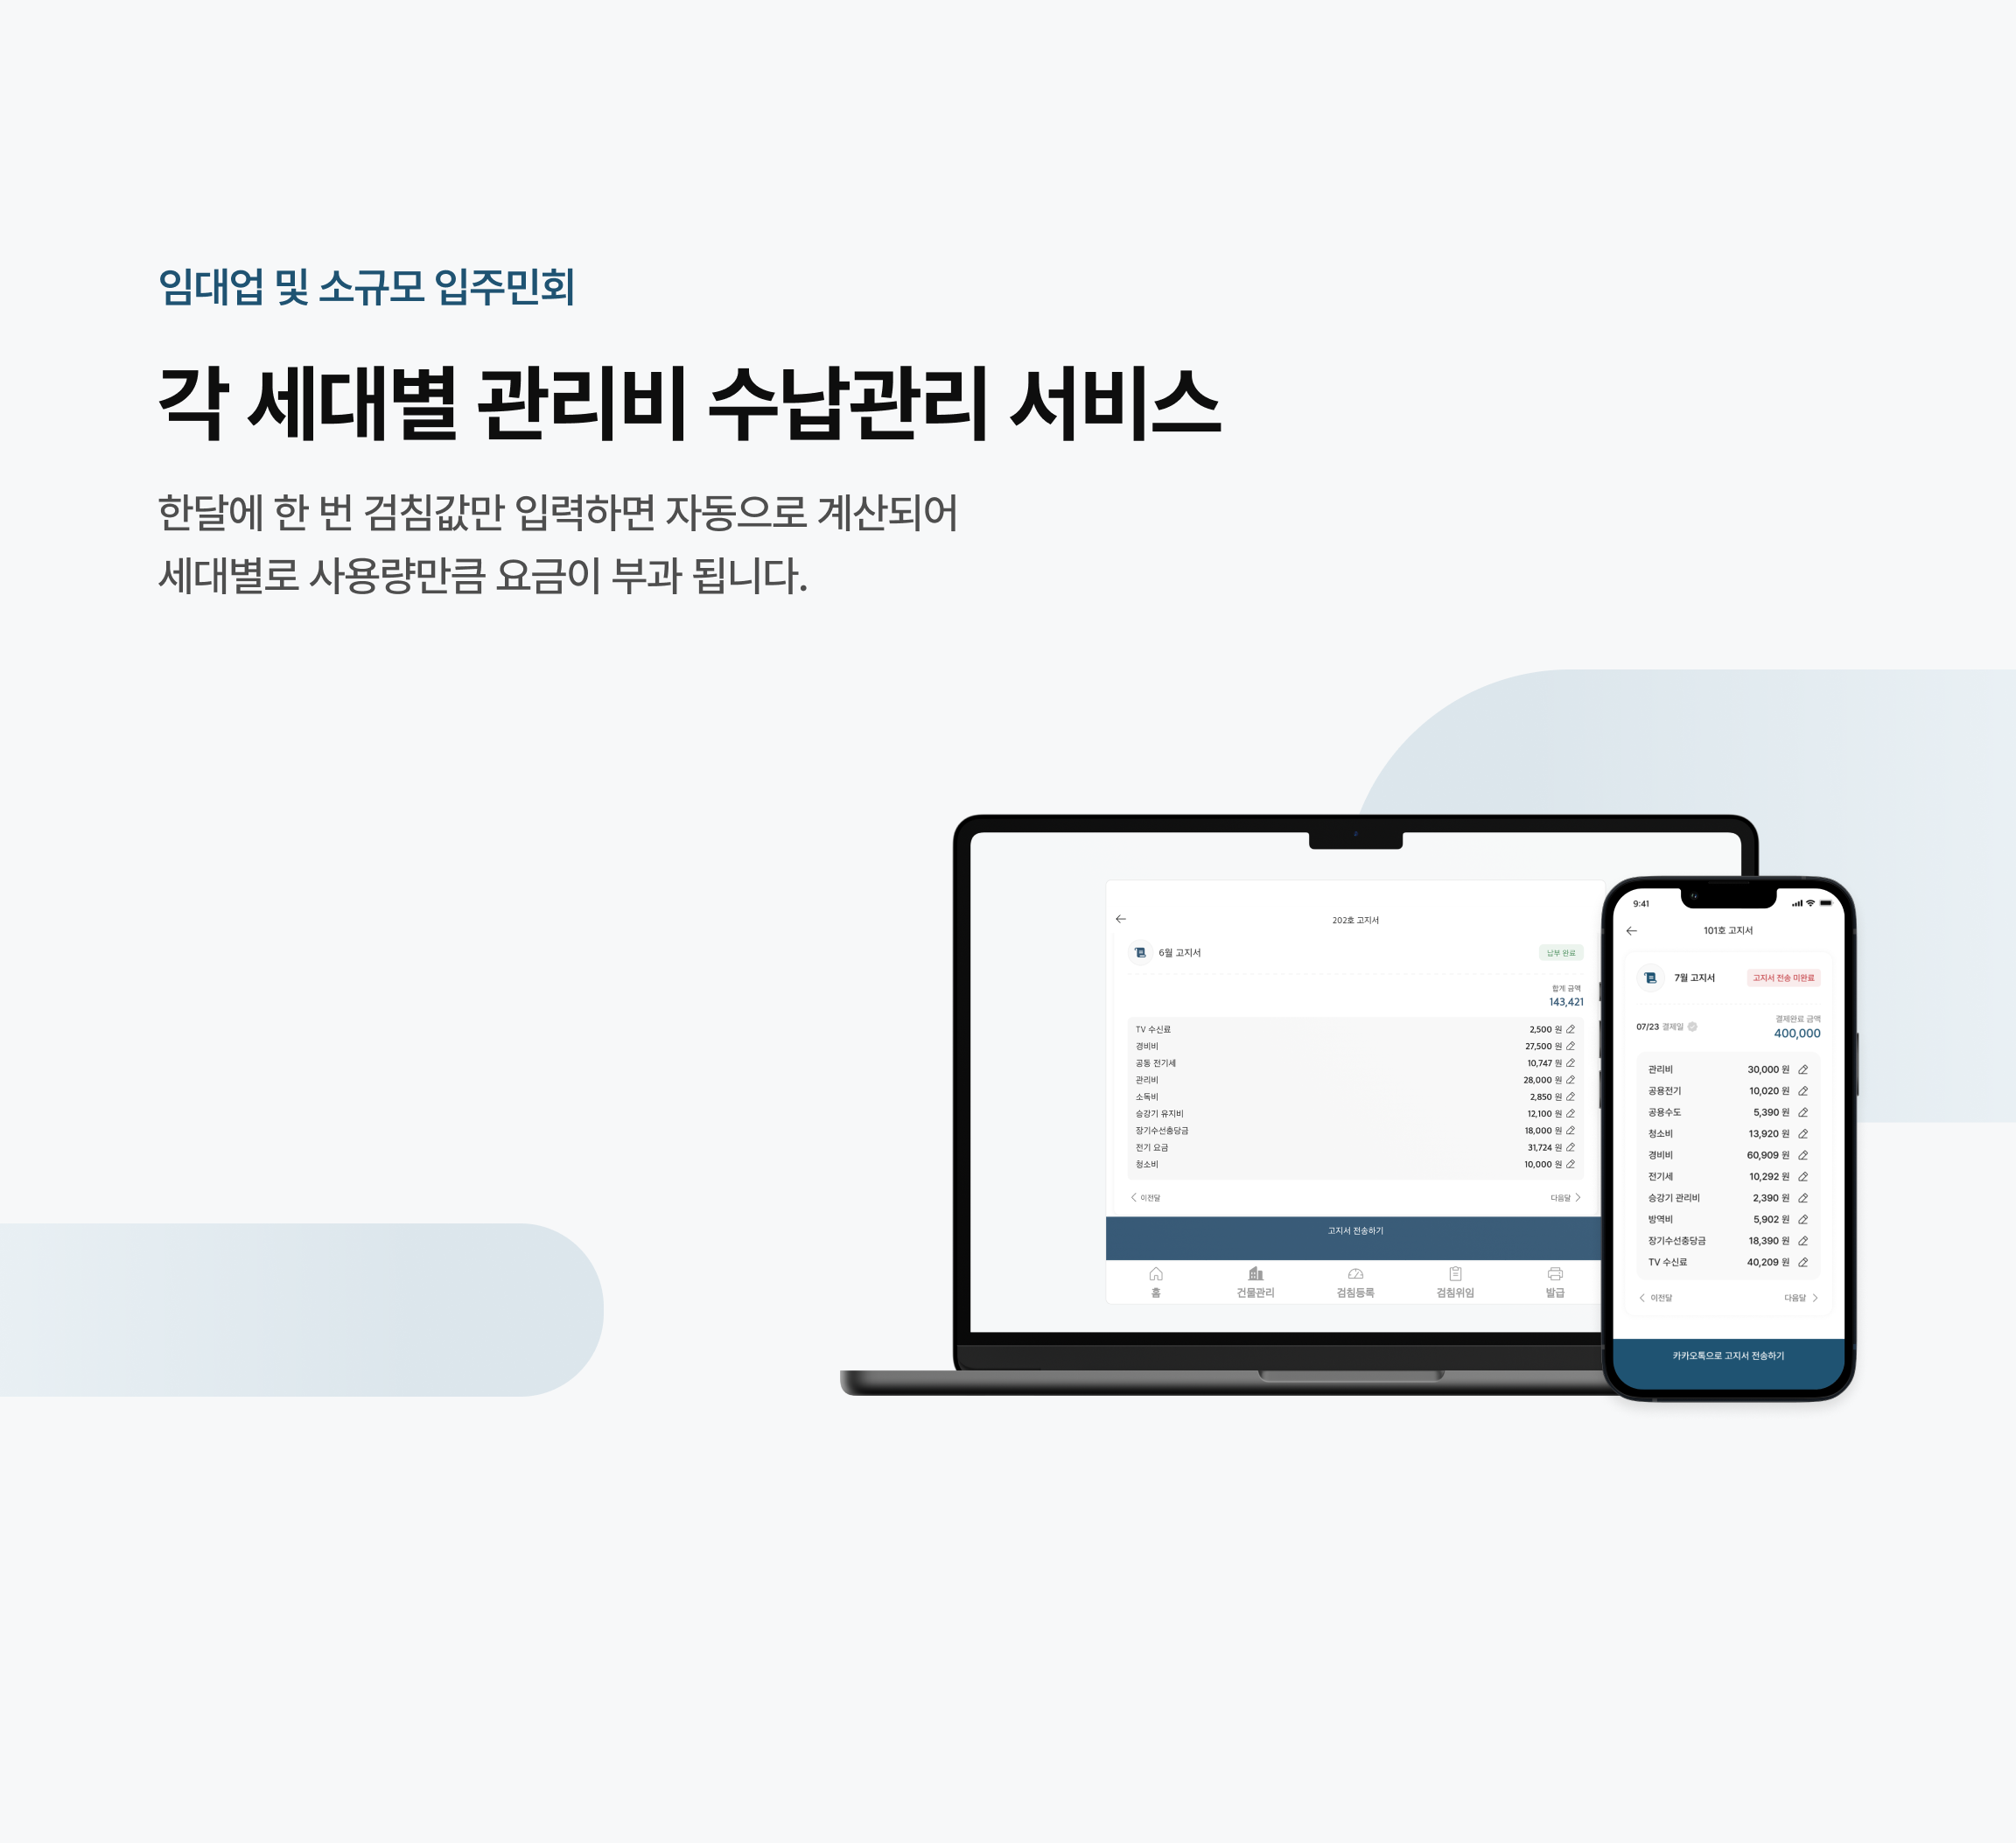 임대업 및 소규모 입주민회
각 세대별 관리비 수납관리 서비스
한달에 한 번 검침값만 입력하면 자동으로 계산되어
세대별로 사용량만큼 요금이 부과 됩니다.
202호 고지서
6월 고지서 납부 완료
합계 금액
143,421
TV 수신료 2,500 원
경비비 27,500 원
공동 전기세 10,747 원
관리비 28,000 원
소독비 2,850 원
승강기 유지비 12,100 원
장기수선충당금 18,000 원
전기 요금 31,724 원
청소비 10,000 원
이전달 다음달
고지서 전송하기
홈 건물관리 검침등록 검침위임 발급
9:41
101호 고지서
7월 고지서 고지서 전송 미완료
07/23 결제일 결제완료 금액
400,000
관리비 30,000 원
공용전기 10,020 원
공용수도 5,390 원
청소비 13,920 원
경비비 60,909 원
전기세 10,292 원
승강기 관리비 2,390 원
방역비 5,902 원
장기수선충당금 18,390 원
TV 수신료 40,209 원
이전달 다음달
카카오톡으로 고지서 전송하기